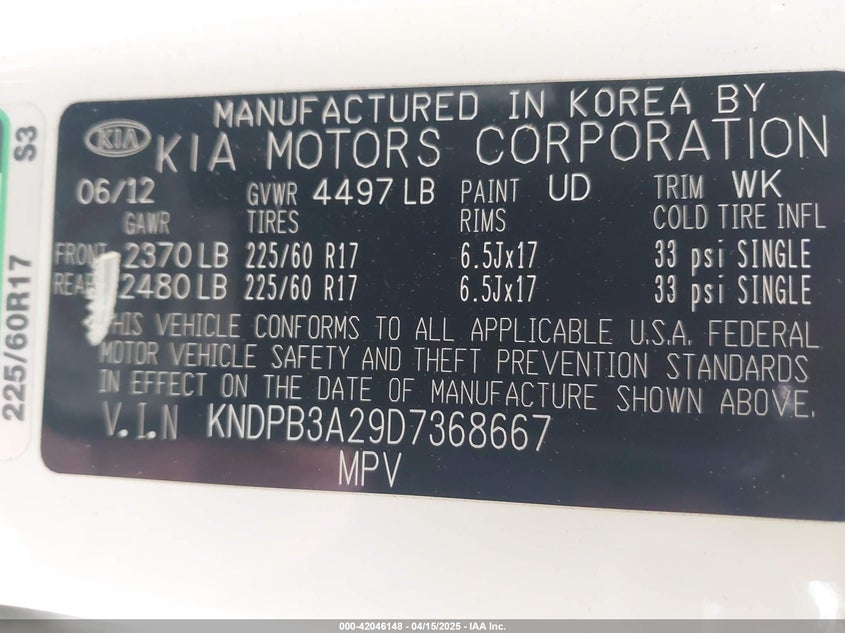 S3
225/60R17
MANUFACTURED IN KOREA BY
KIA
KIA MOTORS CORPORATION
06/12 GVWR 4497 LB PAINT UD TRIM WK
GAWR TIRES RIMS COLD TIRE INFL
FRONT 2370 LB 225/60 R17 6.5Jx17 33 psi SINGLE
REAR 2480 LB 225/60 R17 6.5Jx17 33 psi SINGLE
THIS VEHICLE CONFORMS TO ALL APPLICABLE U.S.A. FEDERAL
MOTOR VEHICLE SAFETY AND THEFT PREVENTION STANDARDS
IN EFFECT ON THE DATE OF MANUFACTURE SHOWN ABOVE.
V.I.N KNDPB3A29D7368667
MPV
000-42046148 - 04/15/2025 - IAA Inc.